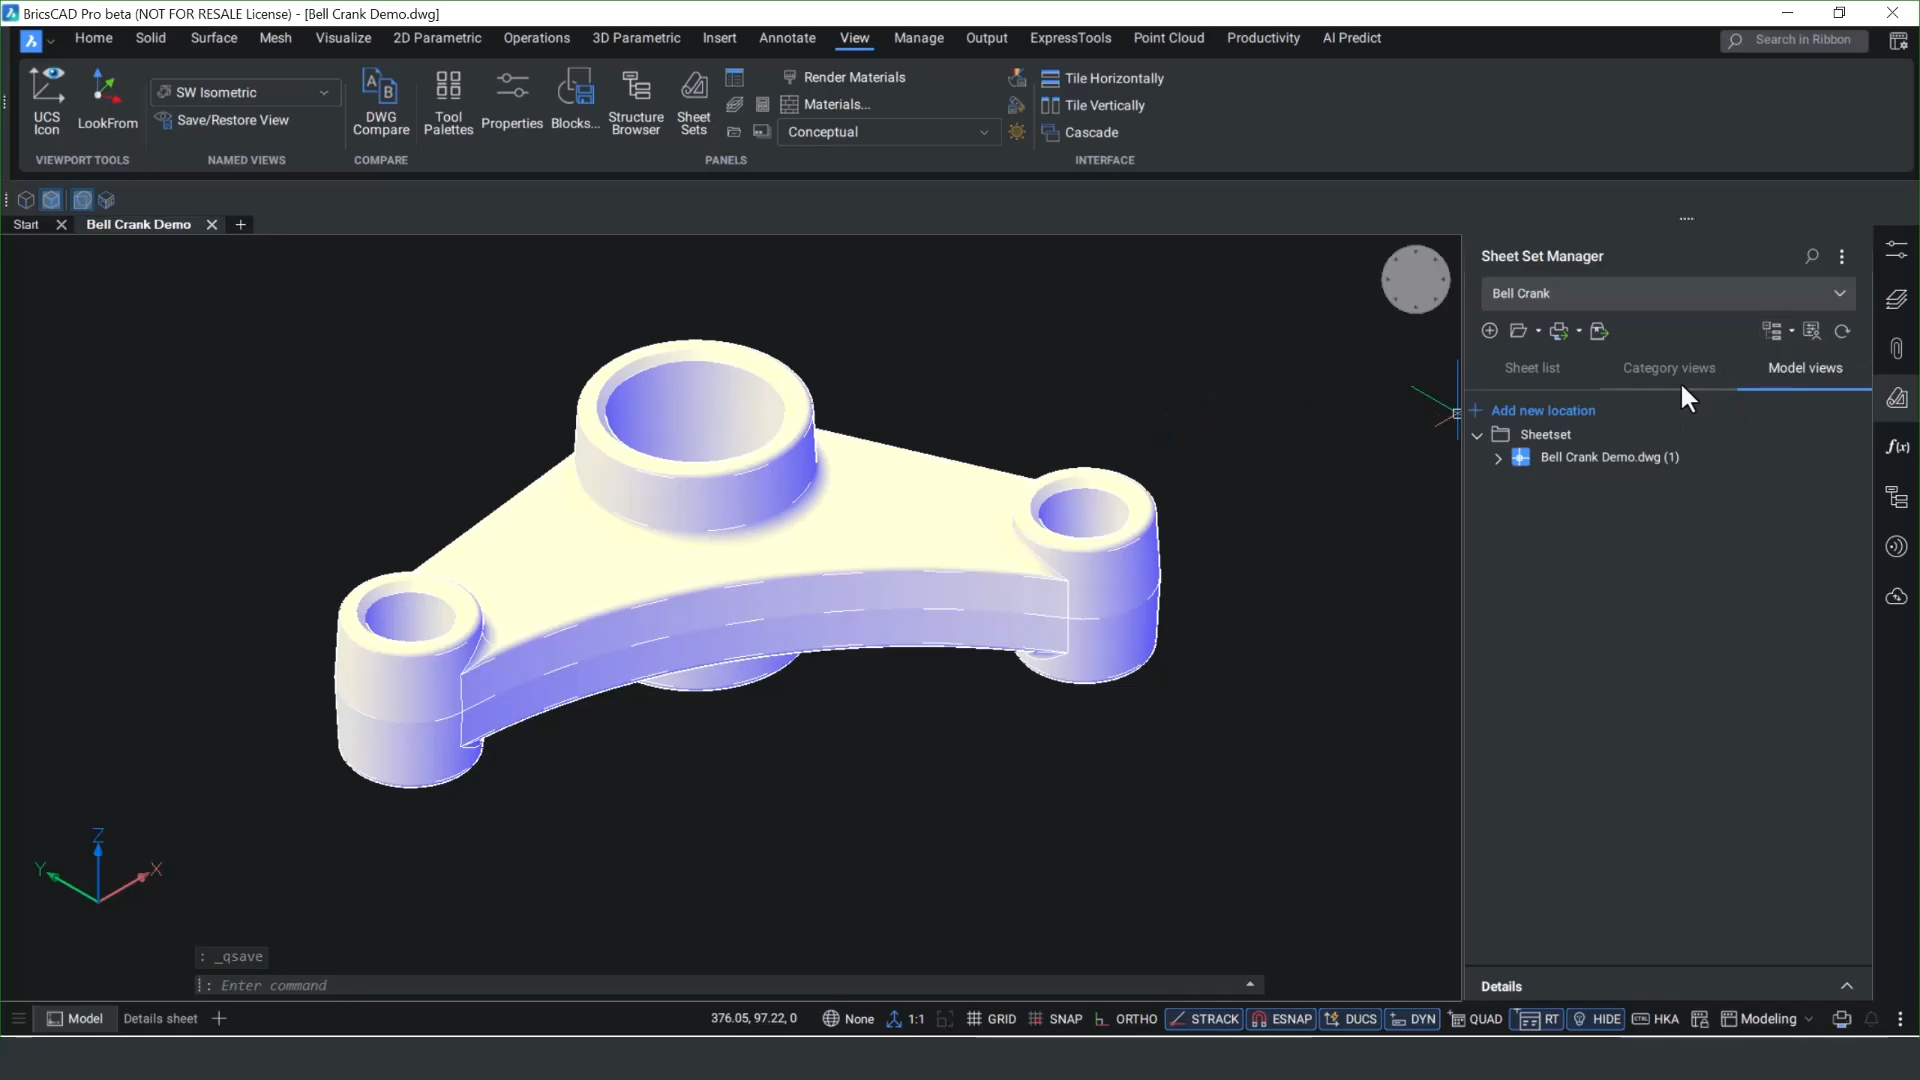 BricsCAD Pro beta (NOT FOR RESALE License) - [Bell Crank Demo.dwg]
Home Solid Surface Mesh Visualize 2D Parametric Operations 3D Parametric Insert Annotate View Manage Output ExpressTools Point Cloud Productivity AI Predict Search in Ribbon
UCS Icon
LookFrom
SW Isometric
Save/Restore View
A B
DWG Compare
Tool Palettes
Properties
Blocks...
Structure Browser
Sheet Sets
Render Materials
Materials...
Conceptual
Tile Horizontally
Tile Vertically
Cascade
VIEWPORT TOOLS NAMED VIEWS COMPARE PANELS INTERFACE
Start Bell Crank Demo
Sheet Set Manager
Bell Crank
Sheet list Category views Model views
Add new location
Sheetset
Bell Crank Demo.dwg (1)
f(x)
Z
Y X
: _qsave
: Enter command
Details
Model Details sheet 376.05, 97.22, 0 None 1:1 GRID SNAP ORTHO STRACK ESNAP DUCS DYN QUAD RT HIDE HKA Modeling